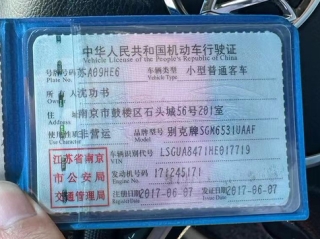 中华人民共和国机动车行驶证
Vehicle License of the People's Republic of China
号牌号码 苏A09HE6 车辆类型 小型普通客车
Plate No. Vehicle Type
所有人 沈功书
Owner
住址 南京市鼓楼区石头城56号201室
Address
使用性质 非营运 品牌型号 别克牌SGM6531UAAF
Use Character Model
江苏省南京市公安局交通管理局
车辆识别代号 LSGUA8471HE017719
VIN
发动机号码 171245171
Engine No.
注册日期 2017-06-07 发证日期 2017-06-07
Register Date Issue Date